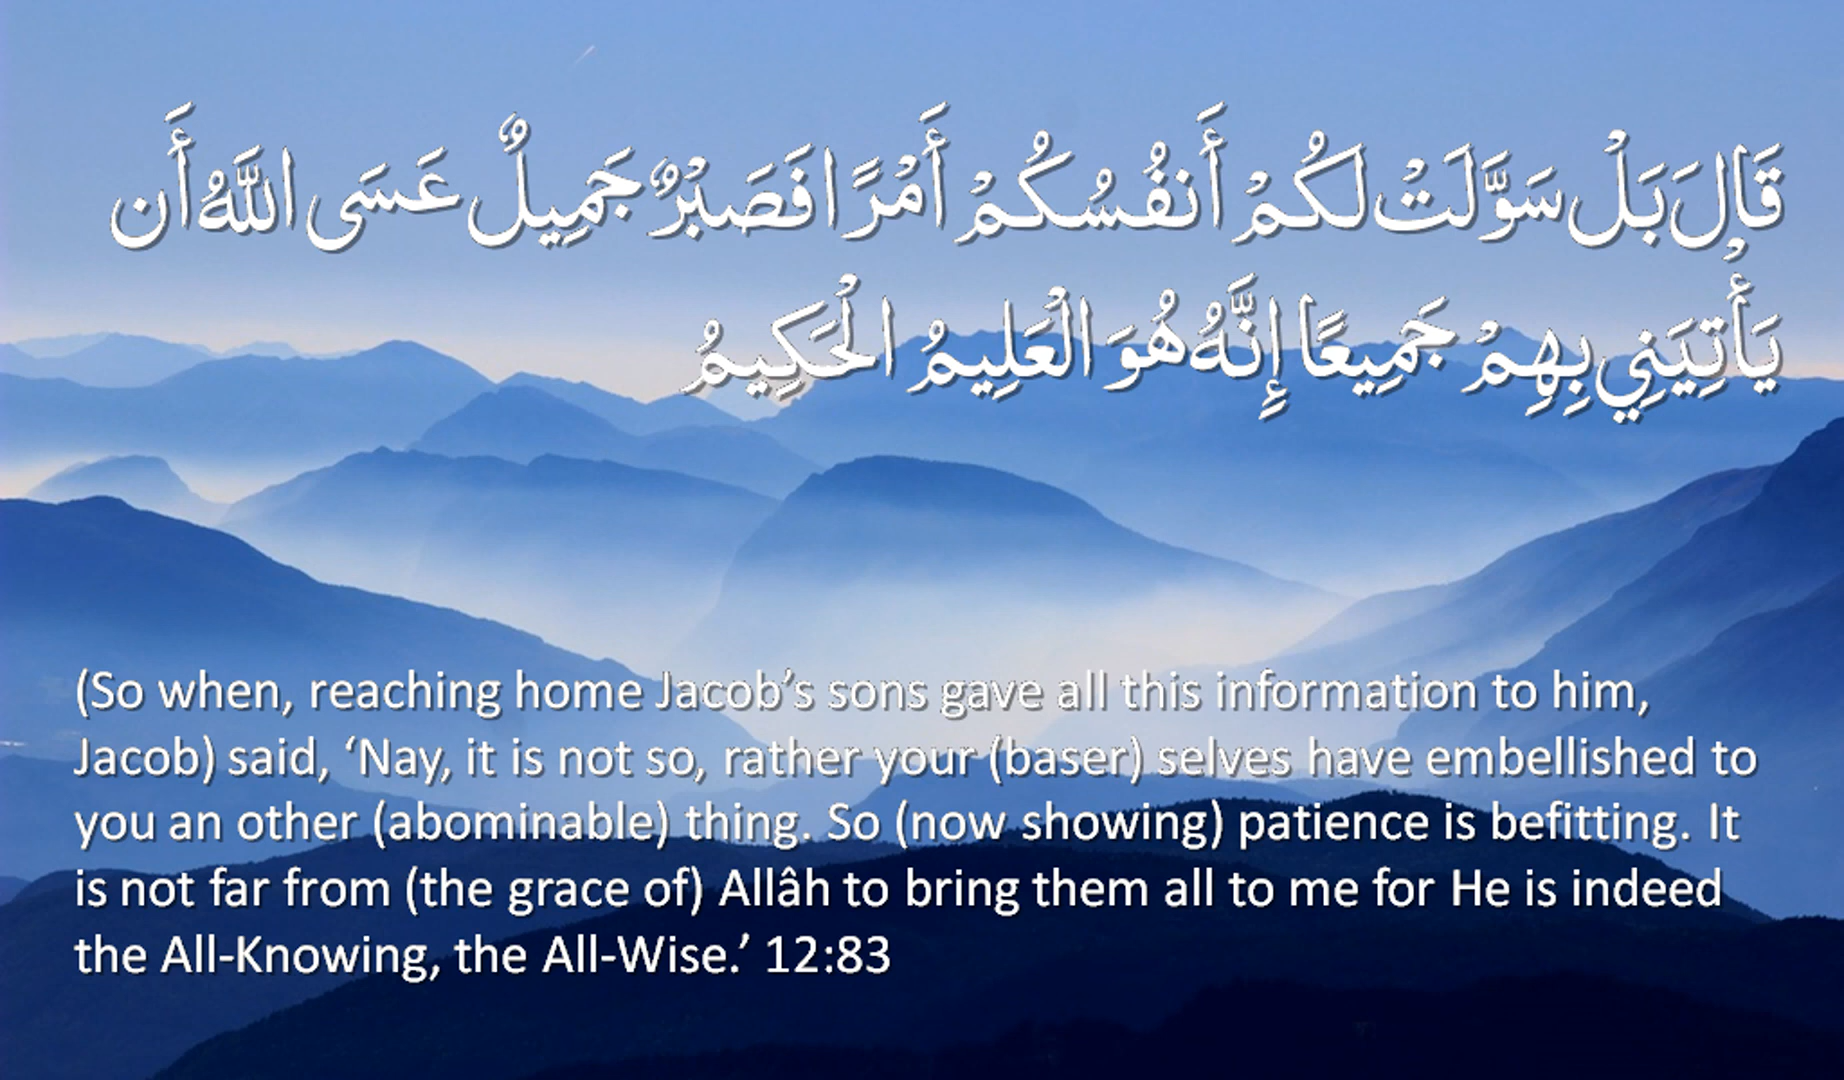 قَالَ بَلْ سَوَّلَتْ لَكُمْ أَنفُسُكُمْ أَمْرًا فَصَبْرٌ جَمِيلٌ عَسَى اللَّهُ أَن
يَأْتِيَنِي بِهِمْ جَمِيعًا إِنَّهُ هُوَ الْعَلِيمُ الْحَكِيمُ
(So when, reaching home Jacob’s sons gave all this information to him,
Jacob) said, ‘Nay, it is not so, rather your (baser) selves have embellished to
you an other (abominable) thing. So (now showing) patience is befitting. It
is not far from (the grace of) Allâh to bring them all to me for He is indeed
the All-Knowing, the All-Wise.’ 12:83